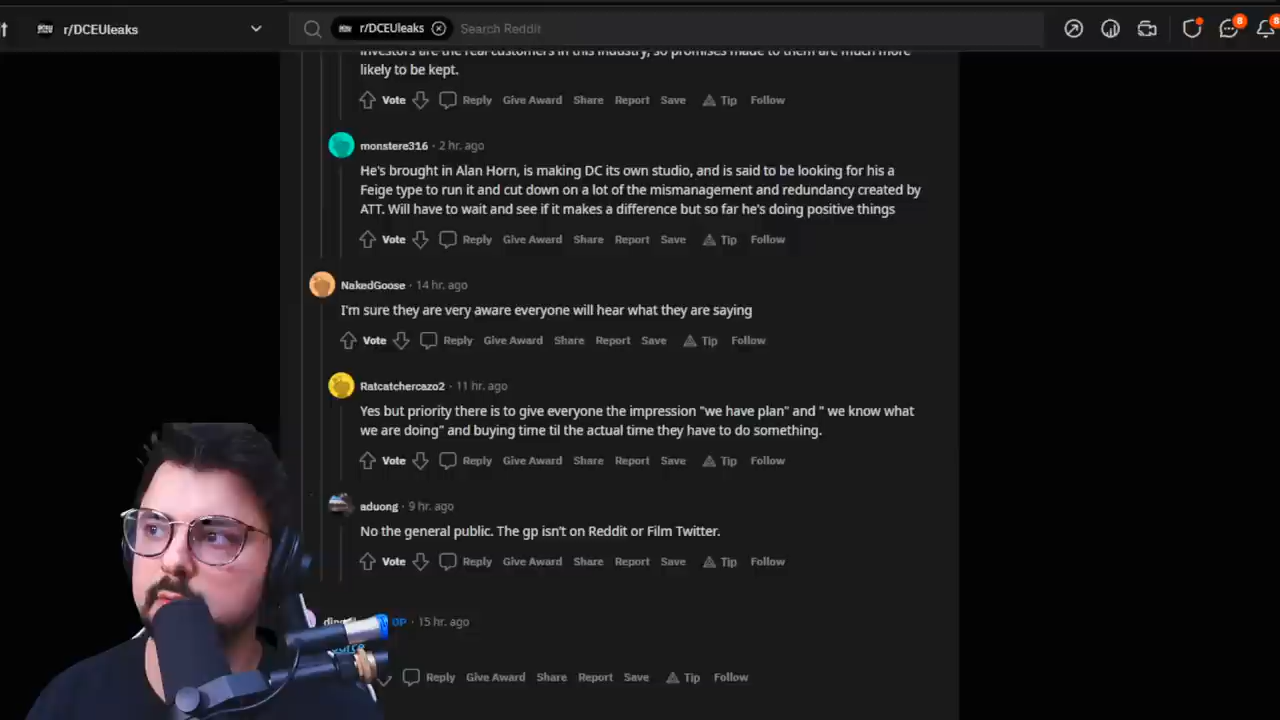 r/DCEUleaks
r/DCEUleaks
Search Reddit
8
8
investors are the real customers in this industry, so promises made to them are much more
likely to be kept.
Vote Reply Give Award Share Report Save Tip Follow
monstere316 · 2 hr. ago
He's brought in Alan Horn, is making DC its own studio, and is said to be looking for his a
Feige type to run it and cut down on a lot of the mismanagement and redundancy created by
ATT. Will have to wait and see if it makes a difference but so far he's doing positive things
Vote Reply Give Award Share Report Save Tip Follow
NakedGoose · 14 hr. ago
I'm sure they are very aware everyone will hear what they are saying
Vote Reply Give Award Share Report Save Tip Follow
Ratcatchercazo2 · 11 hr. ago
Yes but priority there is to give everyone the impression "we have plan" and " we know what
we are doing" and buying time til the actual time they have to do something.
Vote Reply Give Award Share Report Save Tip Follow
aduong · 9 hr. ago
No the general public. The gp isn't on Reddit or Film Twitter.
Vote Reply Give Award Share Report Save Tip Follow
OP · 15 hr. ago
Reply Give Award Share Report Save Tip Follow